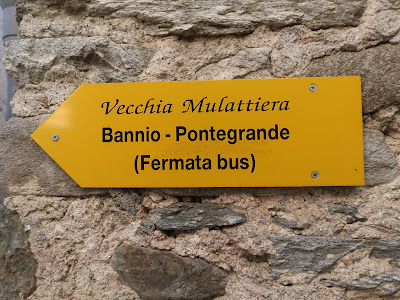 Vecchia Mulattiera
Bannio - Pontegrande
(Fermata bus)